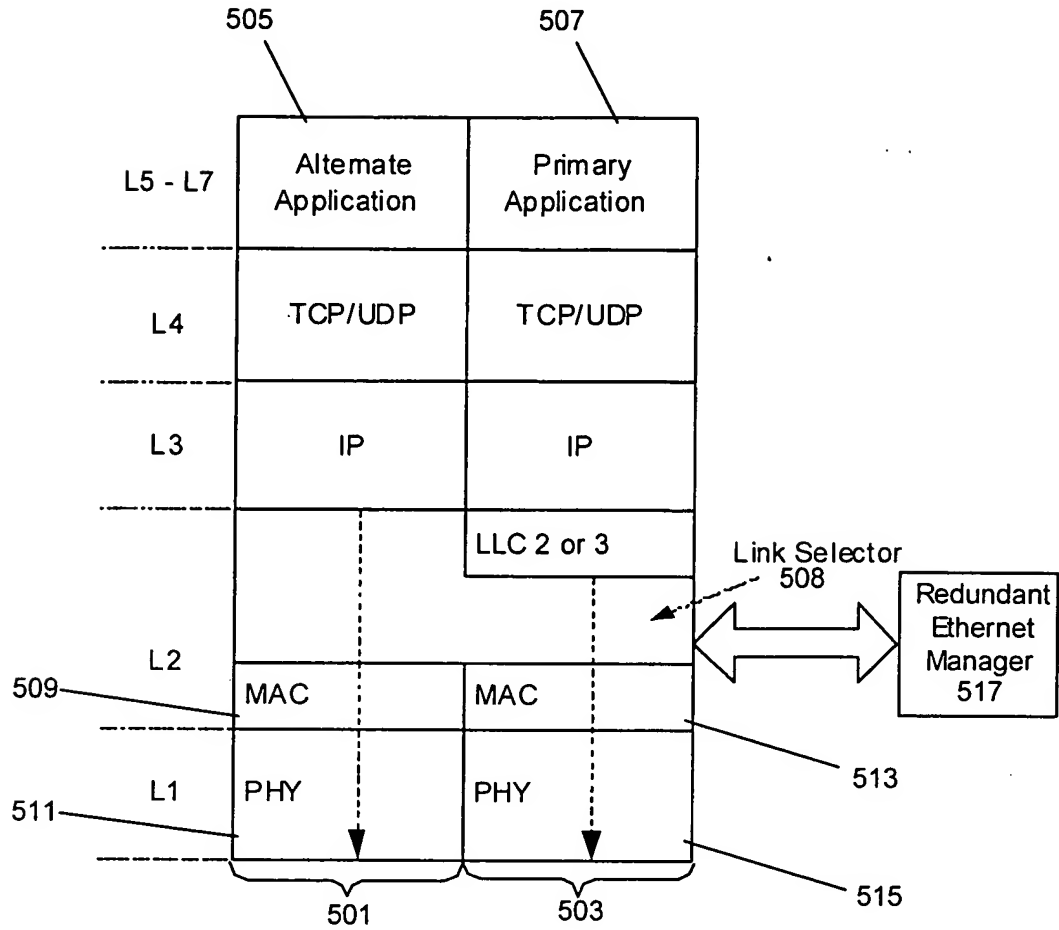 505
507
L5 - L7
Alternate
Application
Primary
Application
L4
TCP/UDP
TCP/UDP
L3
IP
IP
LLC 2 or 3
Link Selector
508
Redundant
Ethernet
Manager
517
L2
509
MAC
MAC
513
L1
511
PHY
PHY
515
501
503